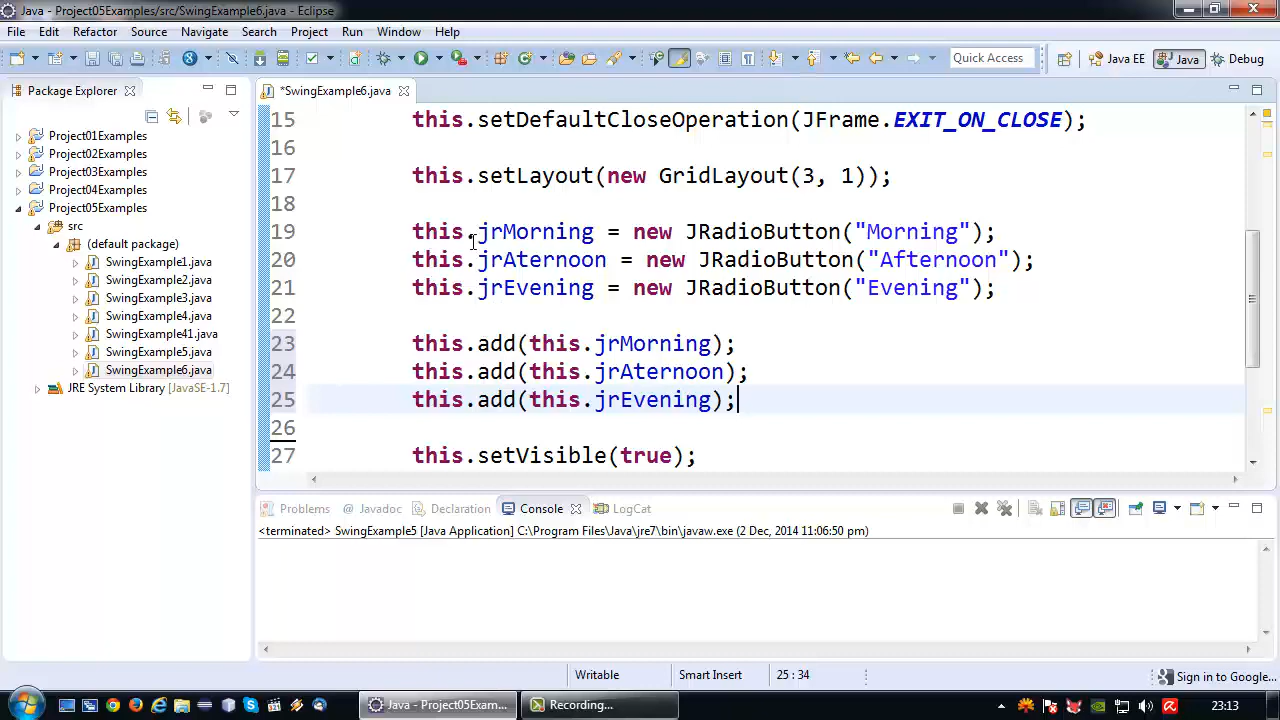 Java - Project05Examples/src/SwingExample6.java - Eclipse
File Edit Refactor Source Navigate Search Project Run Window Help
Quick Access Java EE Java Debug
Package Explorer
*SwingExample6.java
Project01Examples
Project02Examples
Project03Examples
Project04Examples
Project05Examples
src
(default package)
SwingExample1.java
SwingExample2.java
SwingExample3.java
SwingExample4.java
SwingExample41.java
SwingExample5.java
SwingExample6.java
JRE System Library [JavaSE-1.7]
15 this.setDefaultCloseOperation(JFrame.EXIT_ON_CLOSE);
16
17 this.setLayout(new GridLayout(3, 1));
18
19 this.jrMorning = new JRadioButton("Morning");
20 this.jrAternoon = new JRadioButton("Afternoon");
21 this.jrEvening = new JRadioButton("Evening");
22
23 this.add(this.jrMorning);
24 this.add(this.jrAternoon);
25 this.add(this.jrEvening);
26
27 this.setVisible(true);
Problems Javadoc Declaration Console LogCat
<terminated> SwingExample5 [Java Application] C:\Program Files\Java\jre7\bin\javaw.exe (2 Dec, 2014 11:06:50 pm)
Writable Smart Insert 25 : 34 Sign in to Google...
Java - Project05Exam... Recording... 23:13